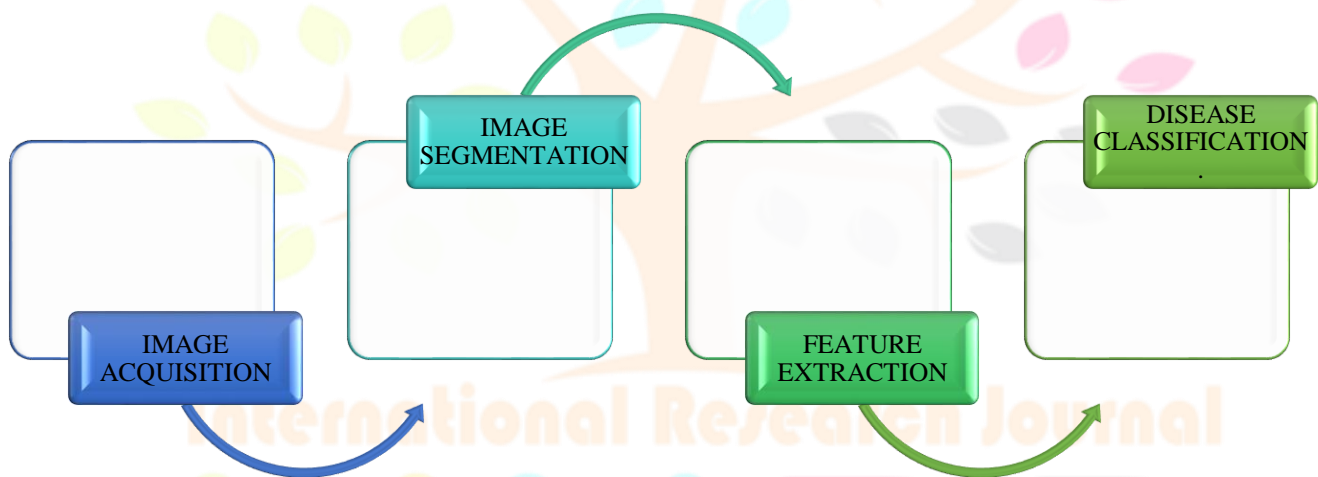 IMAGE
ACQUISITION
IMAGE
SEGMENTATION
FEATURE
EXTRACTION
DISEASE
CLASSIFICATION
.
International Research Journal